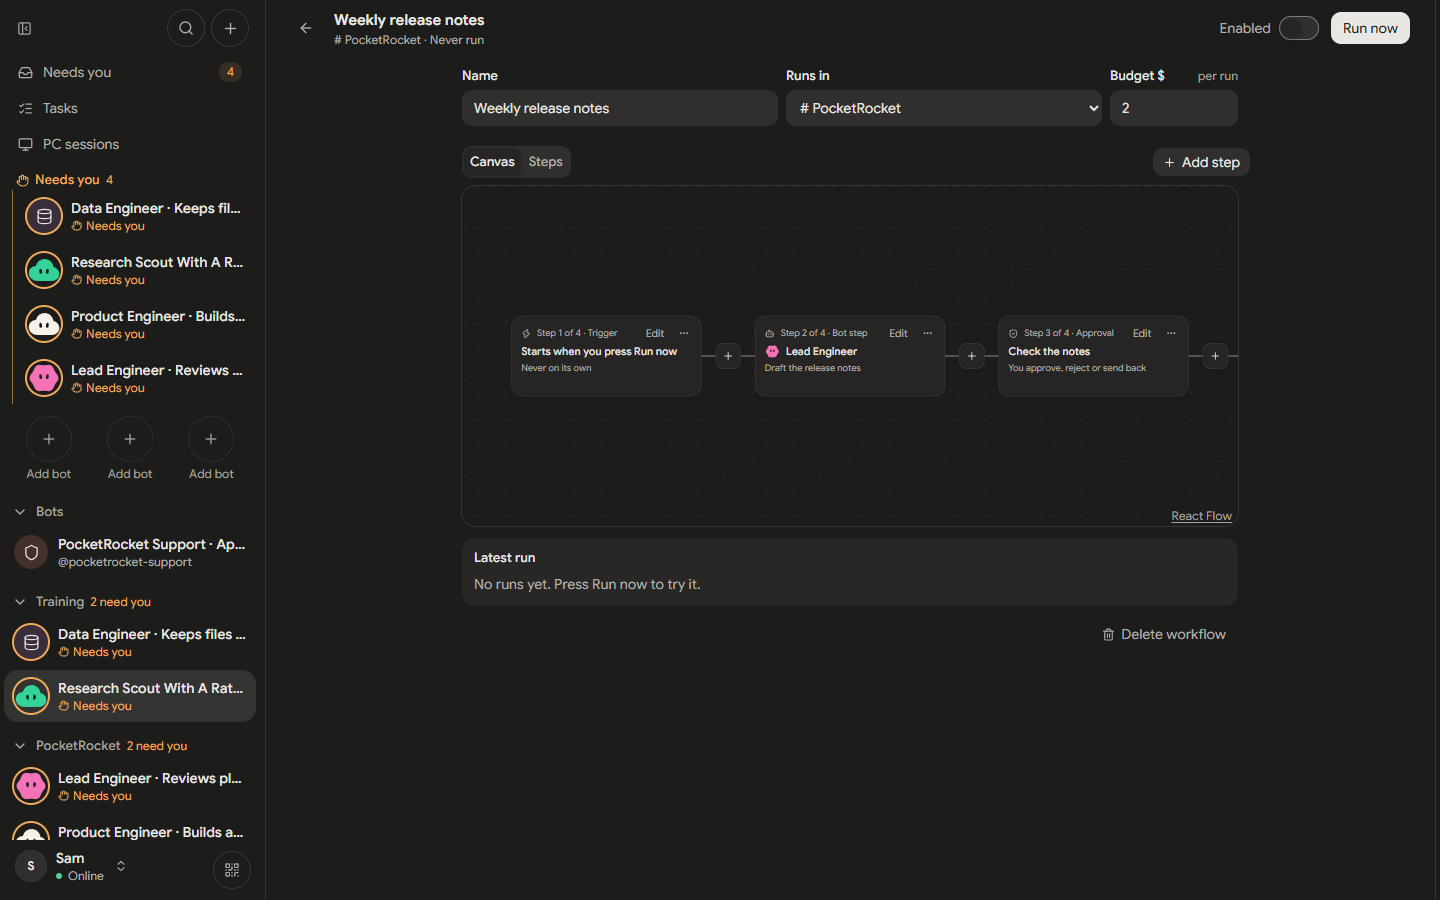 Needs you 4
Tasks
PC sessions
Needs you 4
Data Engineer · Keeps fil...
Needs you
Research Scout With A R...
Needs you
Product Engineer · Builds...
Needs you
Lead Engineer · Reviews ...
Needs you
Add bot Add bot Add bot
Bots
PocketRocket Support · Ap...
@pocketrocket-support
Training 2 need you
Data Engineer · Keeps files ...
Needs you
Research Scout With A Rat...
Needs you
PocketRocket 2 need you
Lead Engineer · Reviews pl...
Needs you
Product Engineer · Builds a...
S Sam
Online
Weekly release notes
# PocketRocket · Never run
Enabled Run now
Name Runs in Budget $ per run
Weekly release notes # PocketRocket 2
Canvas Steps Add step
Step 1 of 4 · Trigger Edit
Starts when you press Run now
Never on its own
Step 2 of 4 · Bot step Edit
Lead Engineer
Draft the release notes
Step 3 of 4 · Approval Edit
Check the notes
You approve, reject or send back
React Flow
Latest run
No runs yet. Press Run now to try it.
Delete workflow